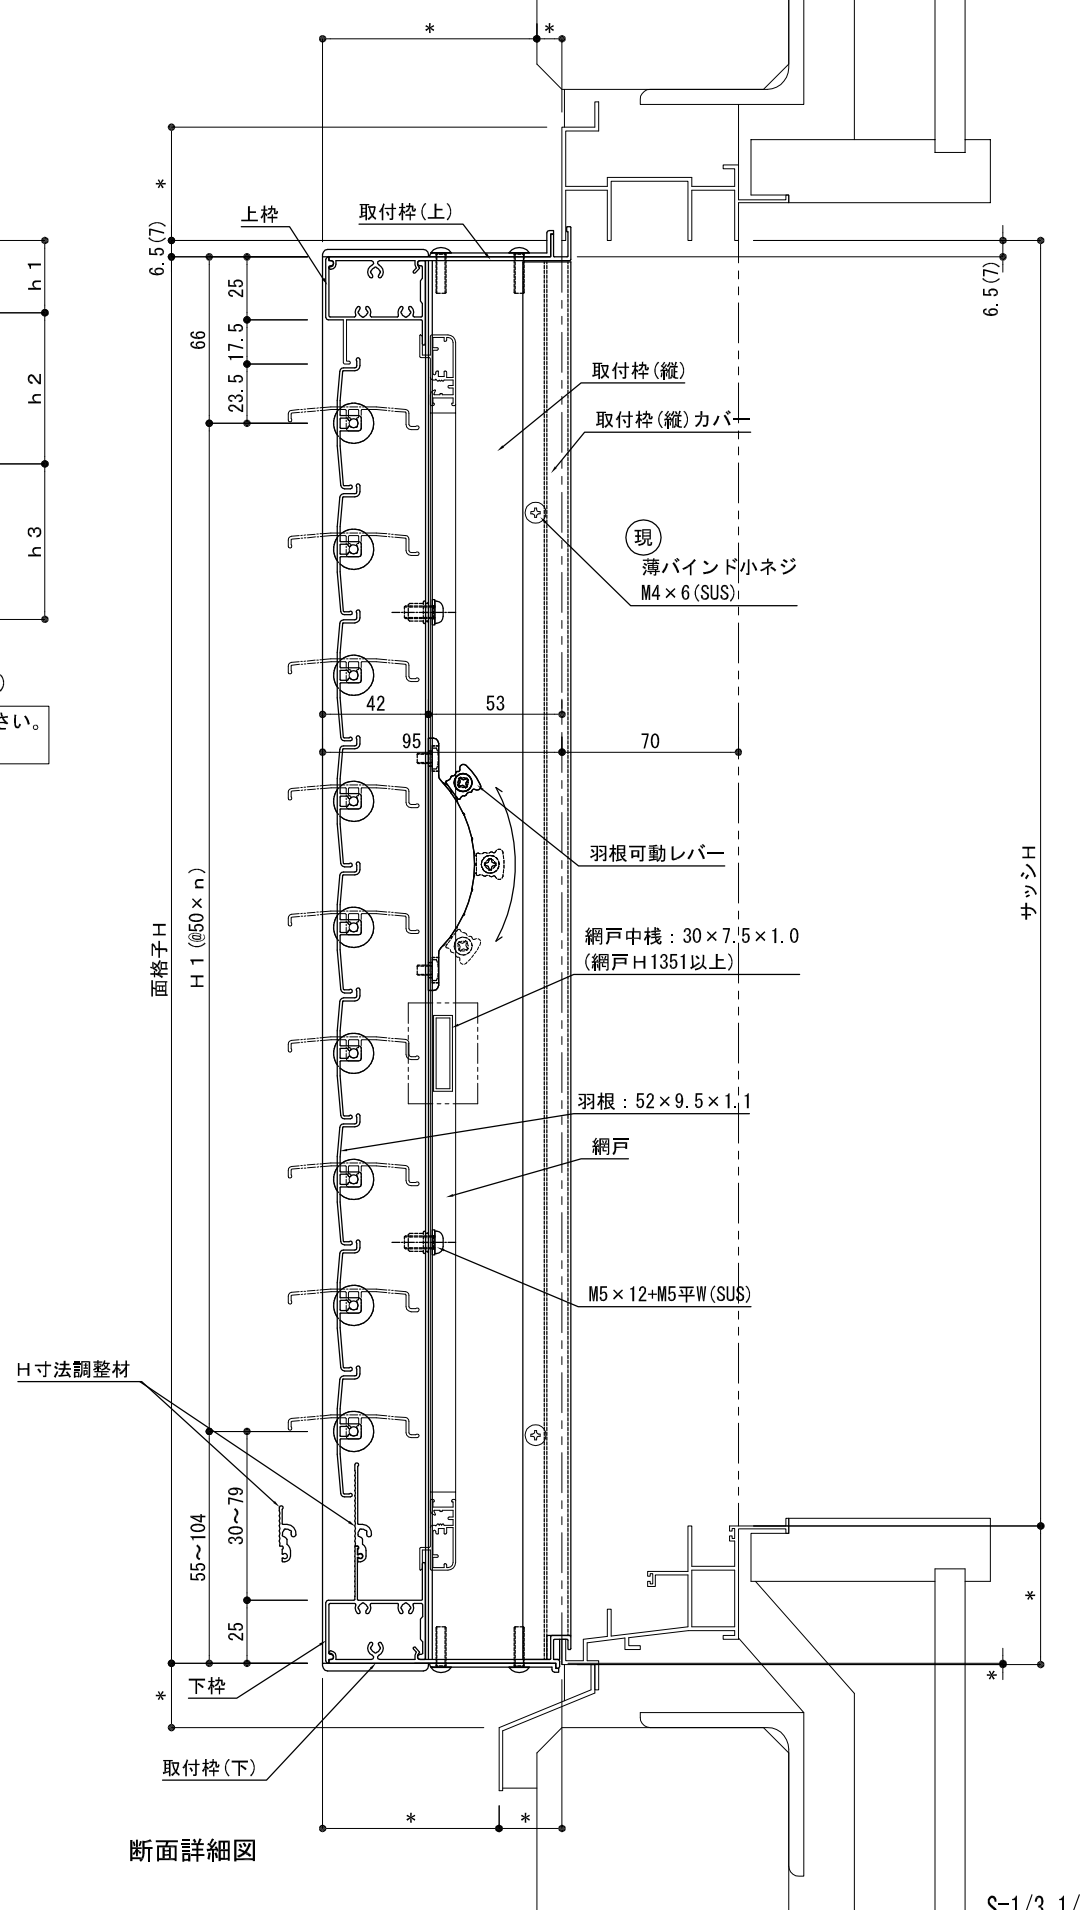 *
*
*
6.5(7)
上枠
取付枠(上)
h1
h2
h3
66
25
17.5
23.5
6.5(7)
取付枠(縦)
取付枠(縦)カバー
現
薄バインド小ネジ
M4×6(SUS)
)
さい。
42
53
95
70
羽根可動レバー
面格子H
H1(@50×n)
サッシH
網戸中桟:30×7.5×1.0
(網戸H1351以上)
羽根:52×9.5×1.1
網戸
M5×12+M5平W(SUS)
H寸法調整材
55~104
30~79
25
*
*
*
下枠
取付枠(下)
*
*
断面詳細図
S-1/3 1/